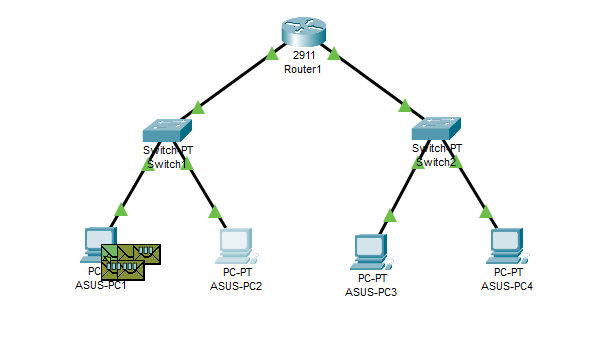 2911
Router1
Switch-PT
Switch1
Switch-PT
Switch2
PC
ASUS-PC1
PC-PT
ASUS-PC2
PC-PT
ASUS-PC3
PC-PT
ASUS-PC4